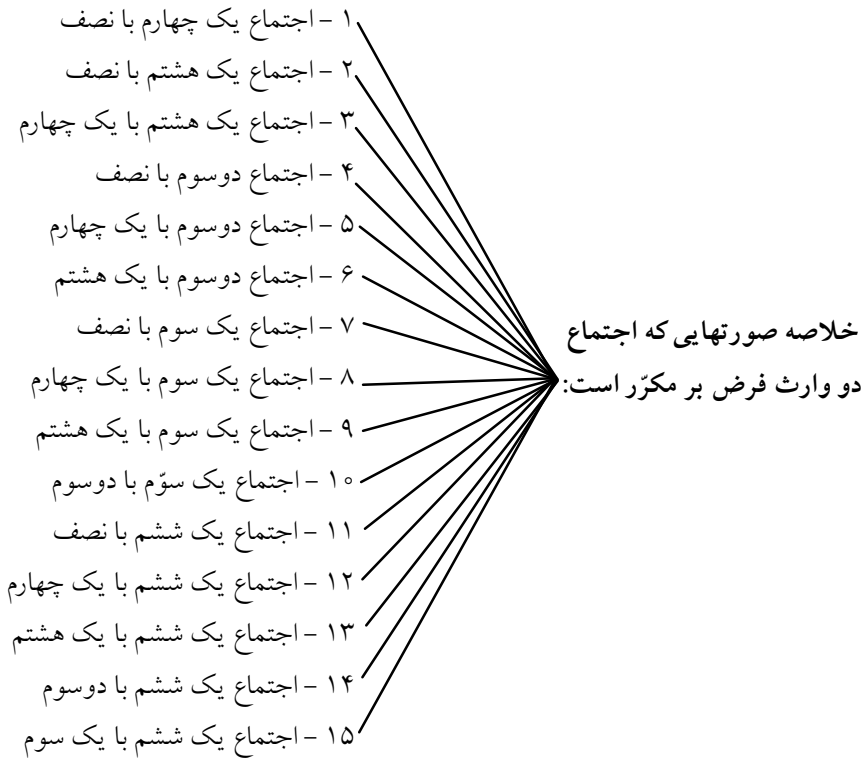 خلاصه صورتهایی که اجتماع
دو وارث فرض بر مکرّر است:
۱ - اجتماع یک چهارم با نصف
۲ - اجتماع یک هشتم با نصف
۳ - اجتماع یک هشتم با یک چهارم
۴ - اجتماع دوسوم با نصف
۵ - اجتماع دوسوم با یک چهارم
۶ - اجتماع دوسوم با یک هشتم
۷ - اجتماع یک سوم با نصف
۸ - اجتماع یک سوم با یک چهارم
۹ - اجتماع یک سوم با یک هشتم
۱۰ - اجتماع یک سوّم با دوسوم
۱۱ - اجتماع یک ششم با نصف
۱۲ - اجتماع یک ششم با یک چهارم
۱۳ - اجتماع یک ششم با یک هشتم
۱۴ - اجتماع یک ششم با دوسوم
۱۵ - اجتماع یک ششم با یک سوم